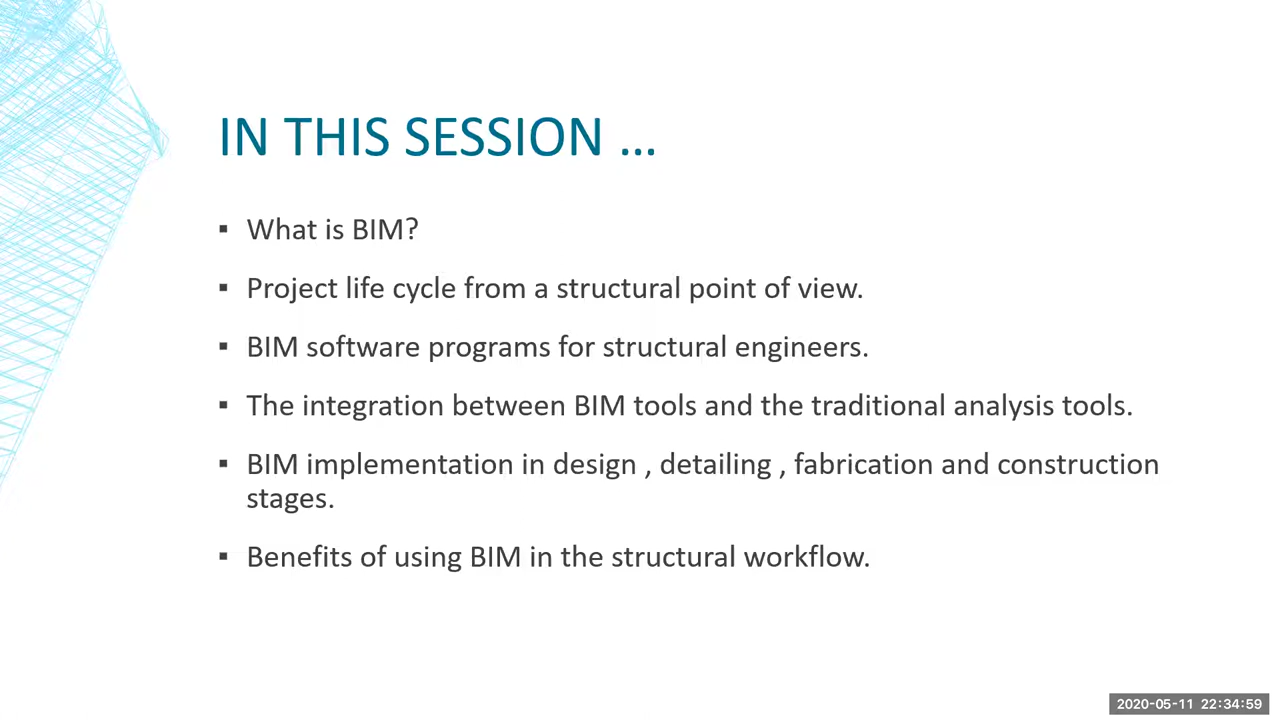 IN THIS SESSION ...
▪ What is BIM?
▪ Project life cycle from a structural point of view.
▪ BIM software programs for structural engineers.
▪ The integration between BIM tools and the traditional analysis tools.
▪ BIM implementation in design , detailing , fabrication and construction
stages.
▪ Benefits of using BIM in the structural workflow.
2020-05-11 22:34:59